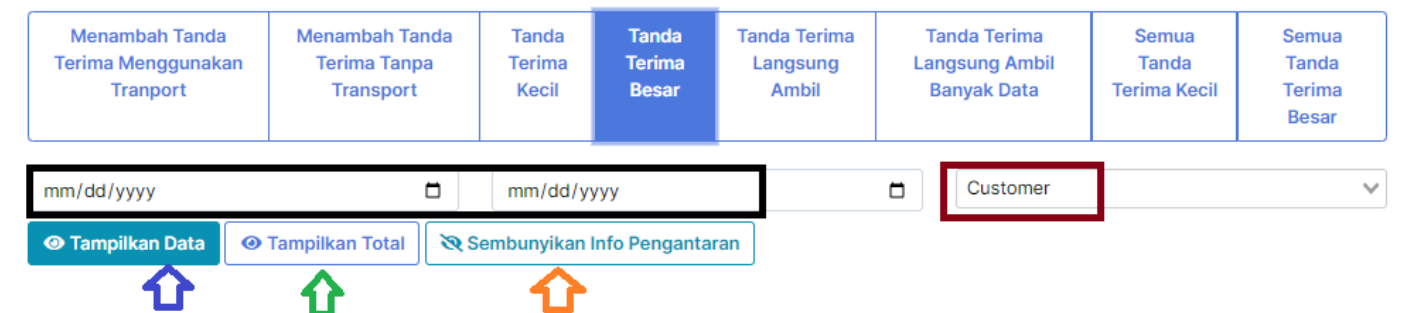 Menambah Tanda
Terima Menggunakan
Tranport
Menambah Tanda
Terima Tanpa
Transport
Tanda
Terima
Kecil
Tanda
Terima
Besar
Tanda Terima
Langsung
Ambil
Tanda Terima
Langsung Ambil
Banyak Data
Semua
Tanda
Terima Kecil
Semua
Tanda
Terima
Besar
mm/dd/yyyy
mm/dd/yyyy
Customer
Tampilkan Data
Tampilkan Total
Sembunyikan Info Pengantaran